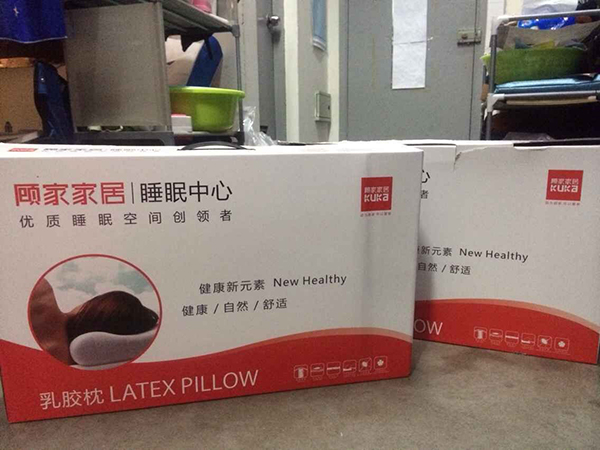 顾家家居|睡眠中心
优质睡眠空间创领者
顾家家居
KUKa
健康新元素 New Healthy
健康/自然/舒适
乳胶枕 LATEX PILLOW
心
者
顾家家居
KUKa
新元素 New Healthy
/自然/舒适
OW